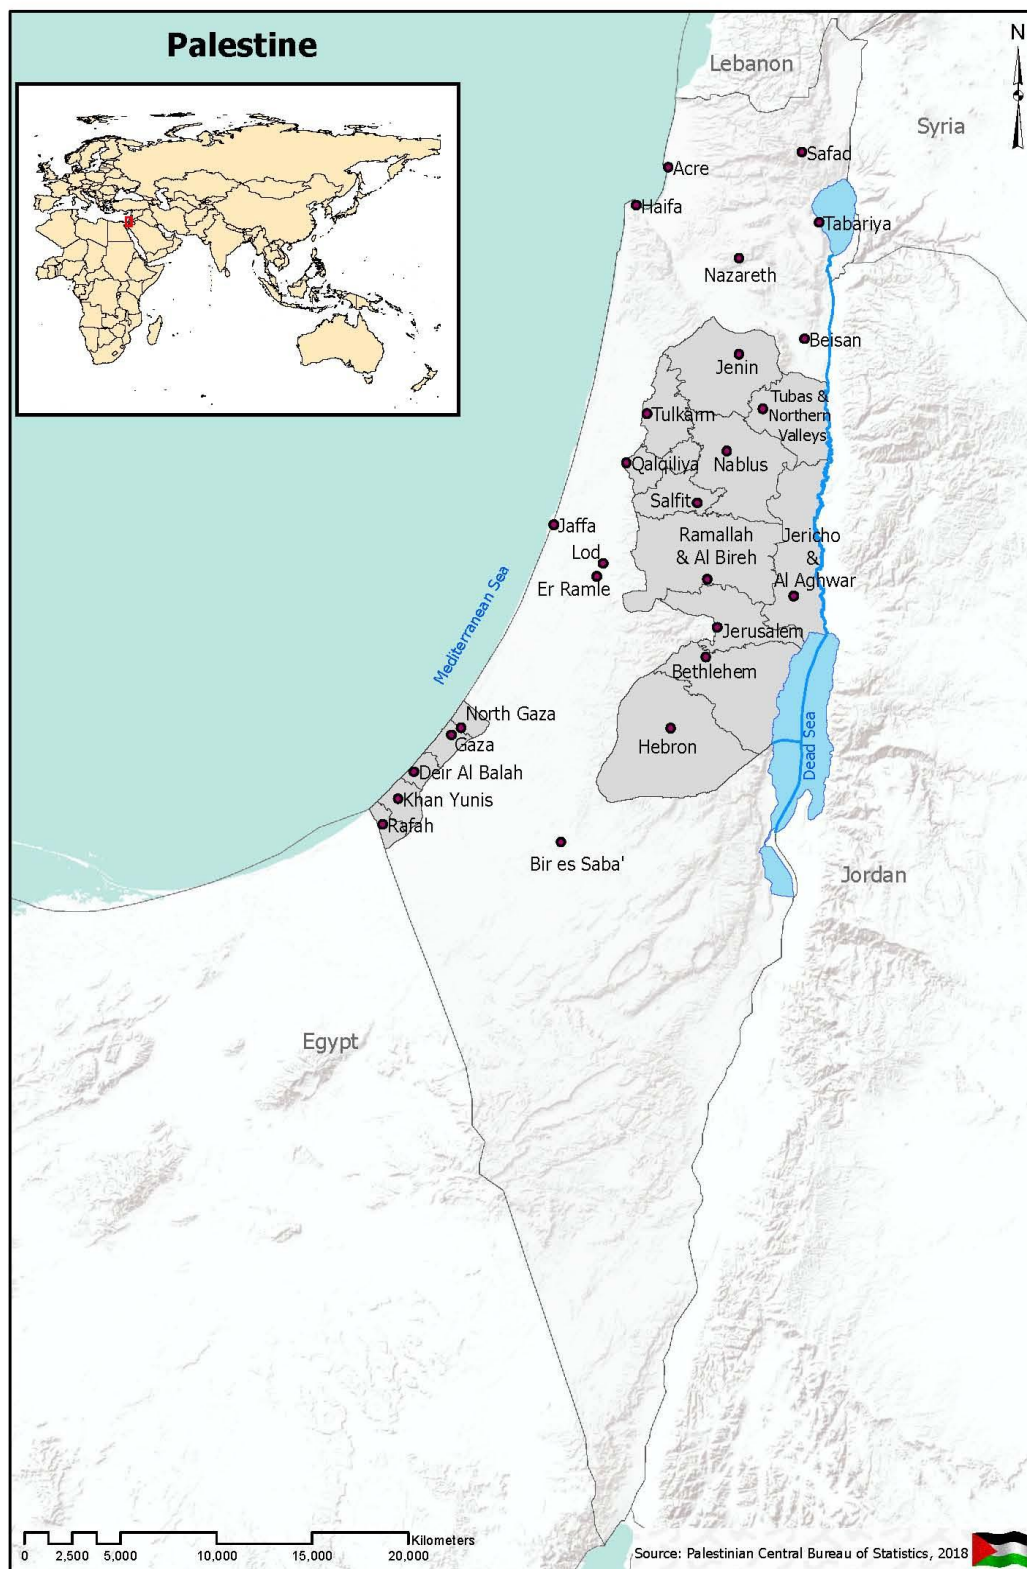 Palestine
N
Lebanon
Syria
Safad
Acre
Haifa
Tabariya
Nazareth
Beisan
Jenin
Tubas &
Northern
Valleys
Tulkarm
Nablus
Qalqiliya
Salfit
Jaffa
Ramallah
& Al Bireh
Jericho
&
Al Aghwar
Lod
Er Ramle
Mediterranean Sea
Jerusalem
Bethlehem
North Gaza
Gaza
Hebron
Dead Sea
Deir Al Balah
Khan Yunis
Rafah
Bir es Saba'
Jordan
Egypt
Kilometers
0 2,500 5,000 10,000 15,000 20,000
Source: Palestinian Central Bureau of Statistics, 2018